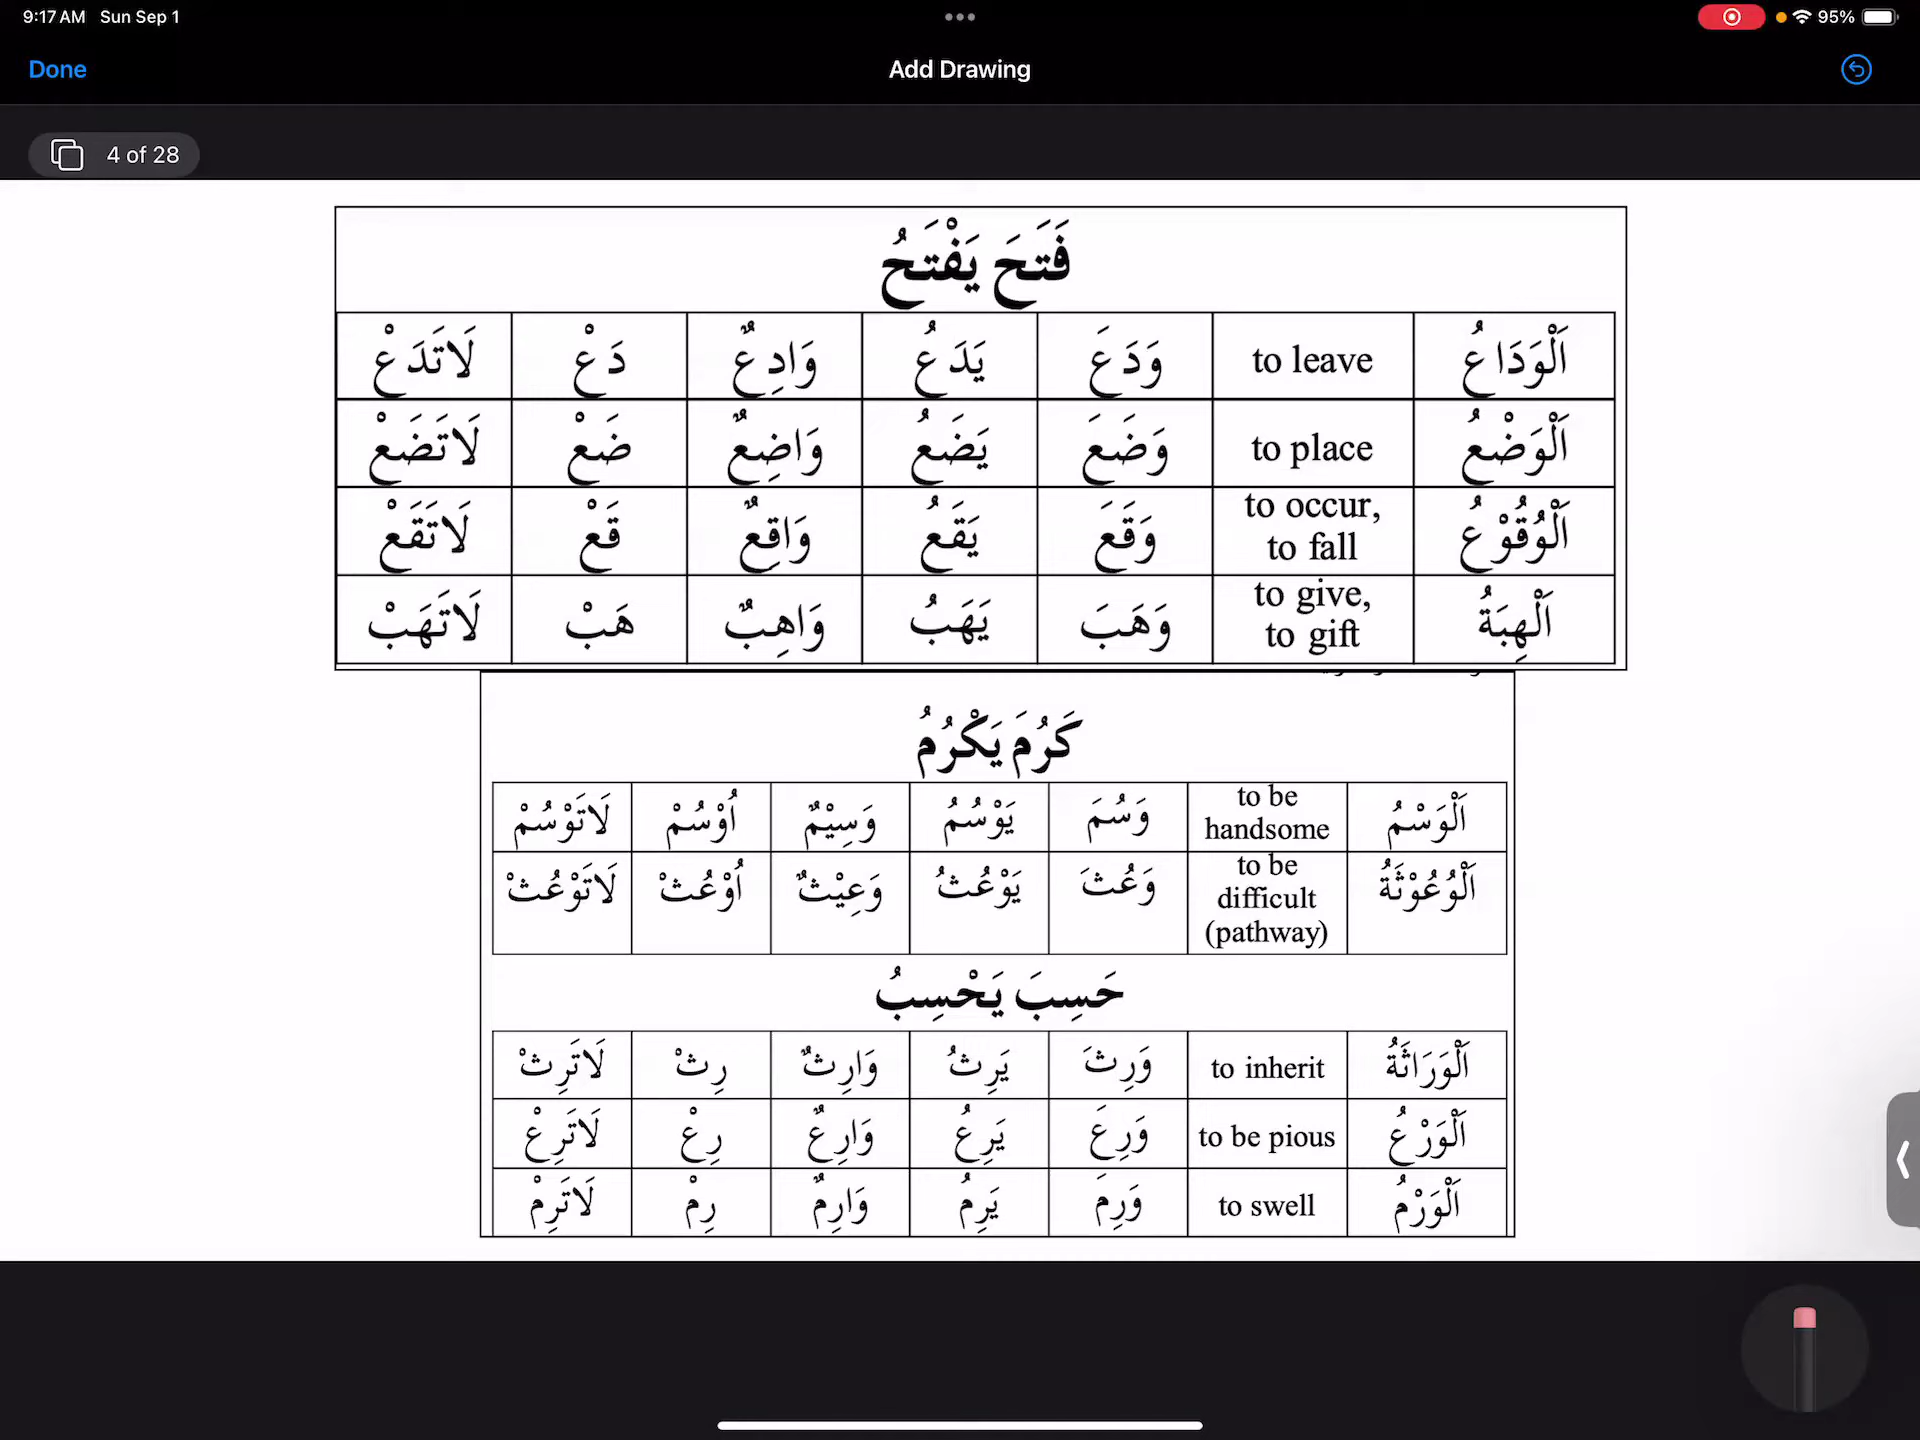 9:17 AM Sun Sep 1
95%
Done
Add Drawing
4 of 28
فَتَحَ يَفْتَحُ
اَلْوَدَاعُ to leave وَدَعَ يَدَعُ وَادِعٌ دَعْ لَاتَدَعْ
اَلْوَضْعُ to place وَضَعَ يَضَعُ وَاضِعٌ ضَعْ لَاتَضَعْ
اَلْوُقُوْعُ to occur, to fall وَقَعَ يَقَعُ وَاقِعٌ قَعْ لَاتَقَعْ
اَلْهِبَةُ to give, to gift وَهَبَ يَهَبُ وَاهِبٌ هَبْ لَاتَهَبْ
كَرُمَ يَكْرُمُ
اَلْوَسْمُ to be handsome وَسُمَ يَوْسُمُ وَسِيْمٌ اُوْسُمْ لَاتَوْسُمْ
اَلْوُعُوْثَةُ to be difficult (pathway) وَعُثَ يَوْعُثُ وَعِيْثٌ اُوْعُثْ لَاتَوْعُثْ
حَسِبَ يَحْسِبُ
اَلْوَرَاثَةُ to inherit وَرِثَ يَرِثُ وَارِثٌ رِثْ لَاتَرِثْ
اَلْوَرْعُ to be pious وَرِعَ يَرِعُ وَارِعٌ رِعْ لَاتَرِعْ
اَلْوَرْمُ to swell وَرِمَ يَرِمُ وَارِمٌ رِمْ لَاتَرِمْ